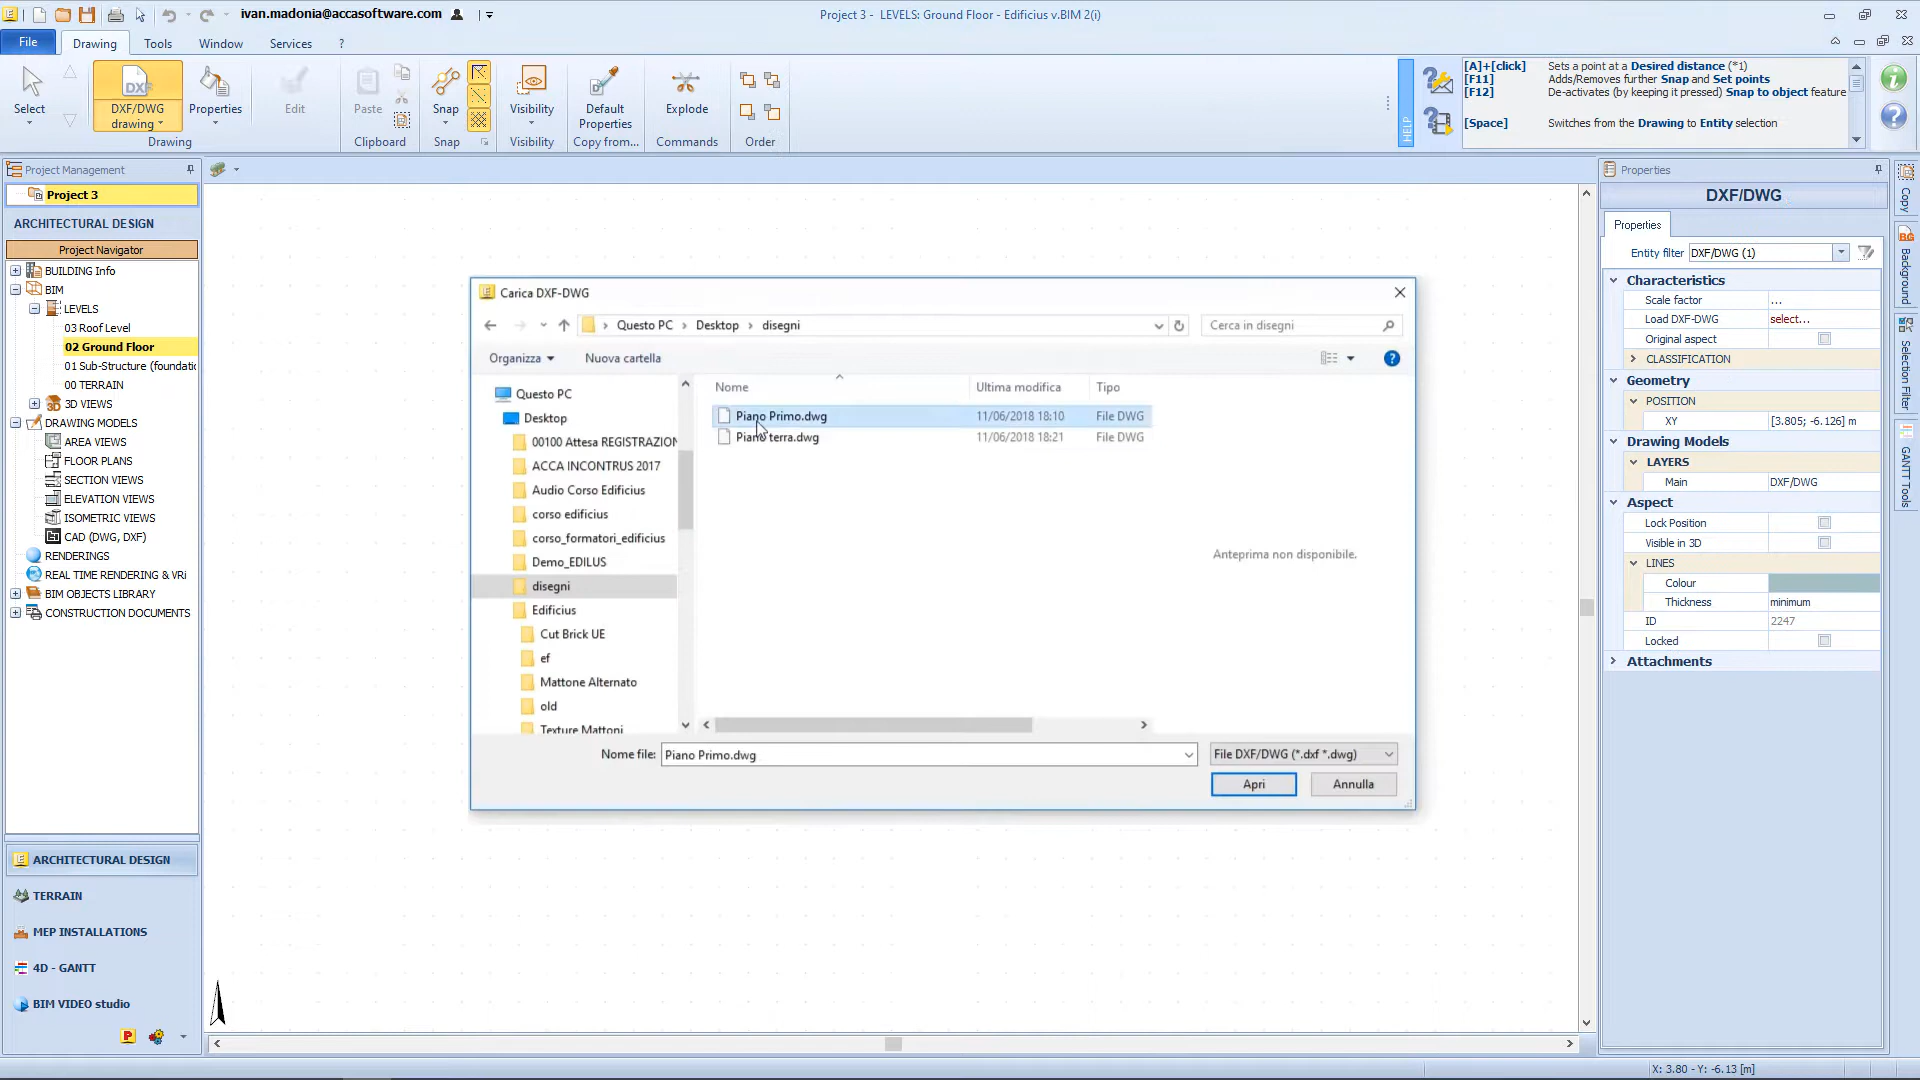 ivan.madonia@accasoftware.com
Project 3 - LEVELS: Ground Floor - Edificius v.BIM 2(i)
File
Drawing
Tools
Window
Services
?
Select
DXF
DXF/DWG
drawing
Properties
Drawing
Edit
Paste
Clipboard
Snap
Snap
Visibility
Visibility
Default
Properties
Copy from...
Explode
Commands
Order
HELP
[A]+[click] Sets a point at a Desired distance (*1)
[F11] Adds/Removes further Snap and Set points
[F12] De-activates (by keeping it pressed) Snap to object feature
[Space] Switches from the Drawing to Entity selection
Project Management
Project 3
ARCHITECTURAL DESIGN
Project Navigator
BUILDING Info
BIM
LEVELS
03 Roof Level
02 Ground Floor
01 Sub-Structure (foundatic
00 TERRAIN
3D VIEWS
DRAWING MODELS
AREA VIEWS
FLOOR PLANS
SECTION VIEWS
ELEVATION VIEWS
ISOMETRIC VIEWS
CAD (DWG, DXF)
RENDERINGS
REAL TIME RENDERING & VRi
BIM OBJECTS LIBRARY
CONSTRUCTION DOCUMENTS
ARCHITECTURAL DESIGN
TERRAIN
MEP INSTALLATIONS
4D - GANTT
BIM VIDEO studio
Carica DXF-DWG
Questo PC
Desktop
disegni
Cerca in disegni
Organizza
Nuova cartella
Questo PC
Desktop
00100 Attesa REGISTRAZION
ACCA INCONTRUS 2017
Audio Corso Edificius
corso edificius
corso_formatori_edificius
Demo_EDILUS
disegni
Edificius
Cut Brick UE
ef
Mattone Alternato
old
Texture Mattoni
Nome Ultima modifica Tipo
Piano Primo.dwg 11/06/2018 18:10 File DWG
Piano terra.dwg 11/06/2018 18:21 File DWG
Anteprima non disponibile.
Nome file: Piano Primo.dwg
File DXF/DWG (*.dxf *.dwg)
Apri
Annulla
Properties
DXF/DWG
Properties
Entity filter DXF/DWG (1)
Characteristics
Scale factor ...
Load DXF-DWG select...
Original aspect
CLASSIFICATION
Geometry
POSITION
XY [3.805; -6.126] m
Drawing Models
LAYERS
Main DXF/DWG
Aspect
Lock Position
Visible in 3D
LINES
Colour
Thickness minimum
ID 2247
Locked
Attachments
Copy
BG
Background
Selection Filter
GANTT Tools
X: 3.80 - Y: -6.13 [m]